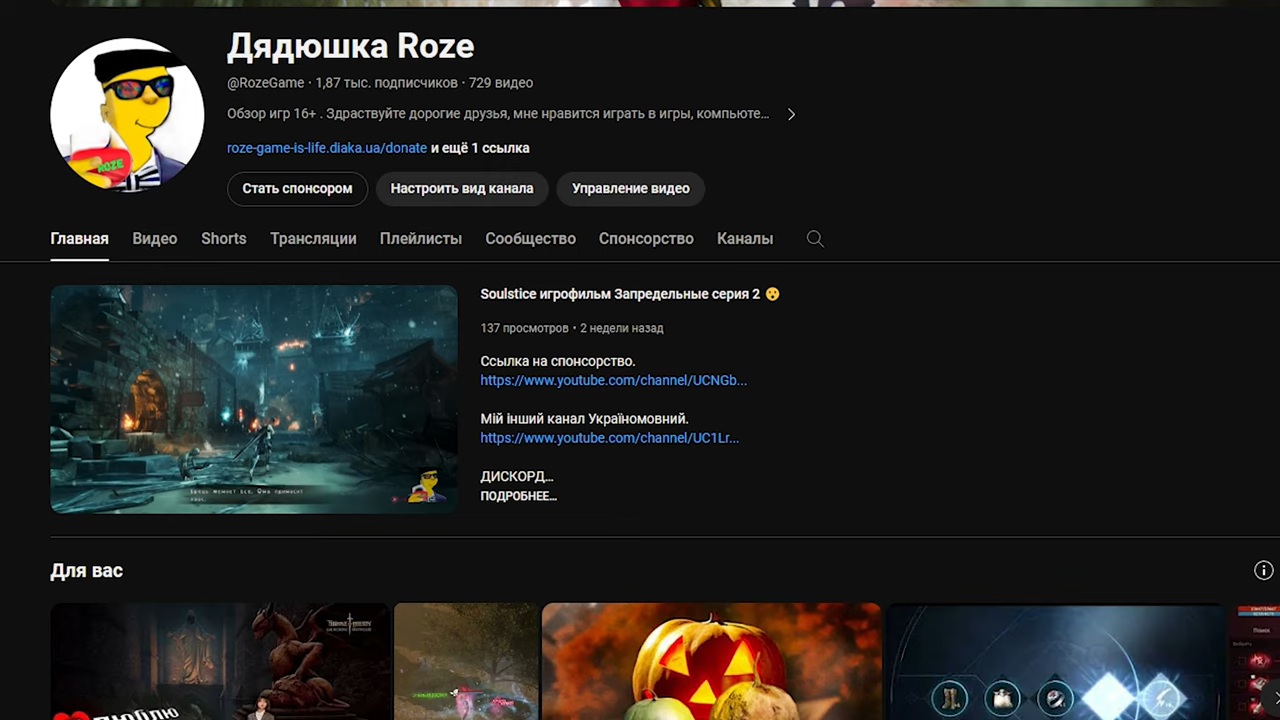 Дядюшка Roze
@RozeGame · 1,87 тыс. подписчиков · 729 видео
Обзор игр 16+ . Здраствуйте дорогие друзья, мне нравится играть в игры, компьюте...
roze-game-is-life.diaka.ua/donate и ещё 1 ссылка
Стать спонсором Настроить вид канала Управление видео
Главная Видео Shorts Трансляции Плейлисты Сообщество Спонсорство Каналы
Soulstice игрофильм Запредельные серия 2 😮
137 просмотров • 2 недели назад
Ссылка на спонсорство.
https://www.youtube.com/channel/UCNGb...
Мій інший канал Україномовний.
https://www.youtube.com/channel/UC1Lr...
ДИСКОРД...
ПОДРОБНЕЕ...
ROZE
Для вас
люблю
Поиск